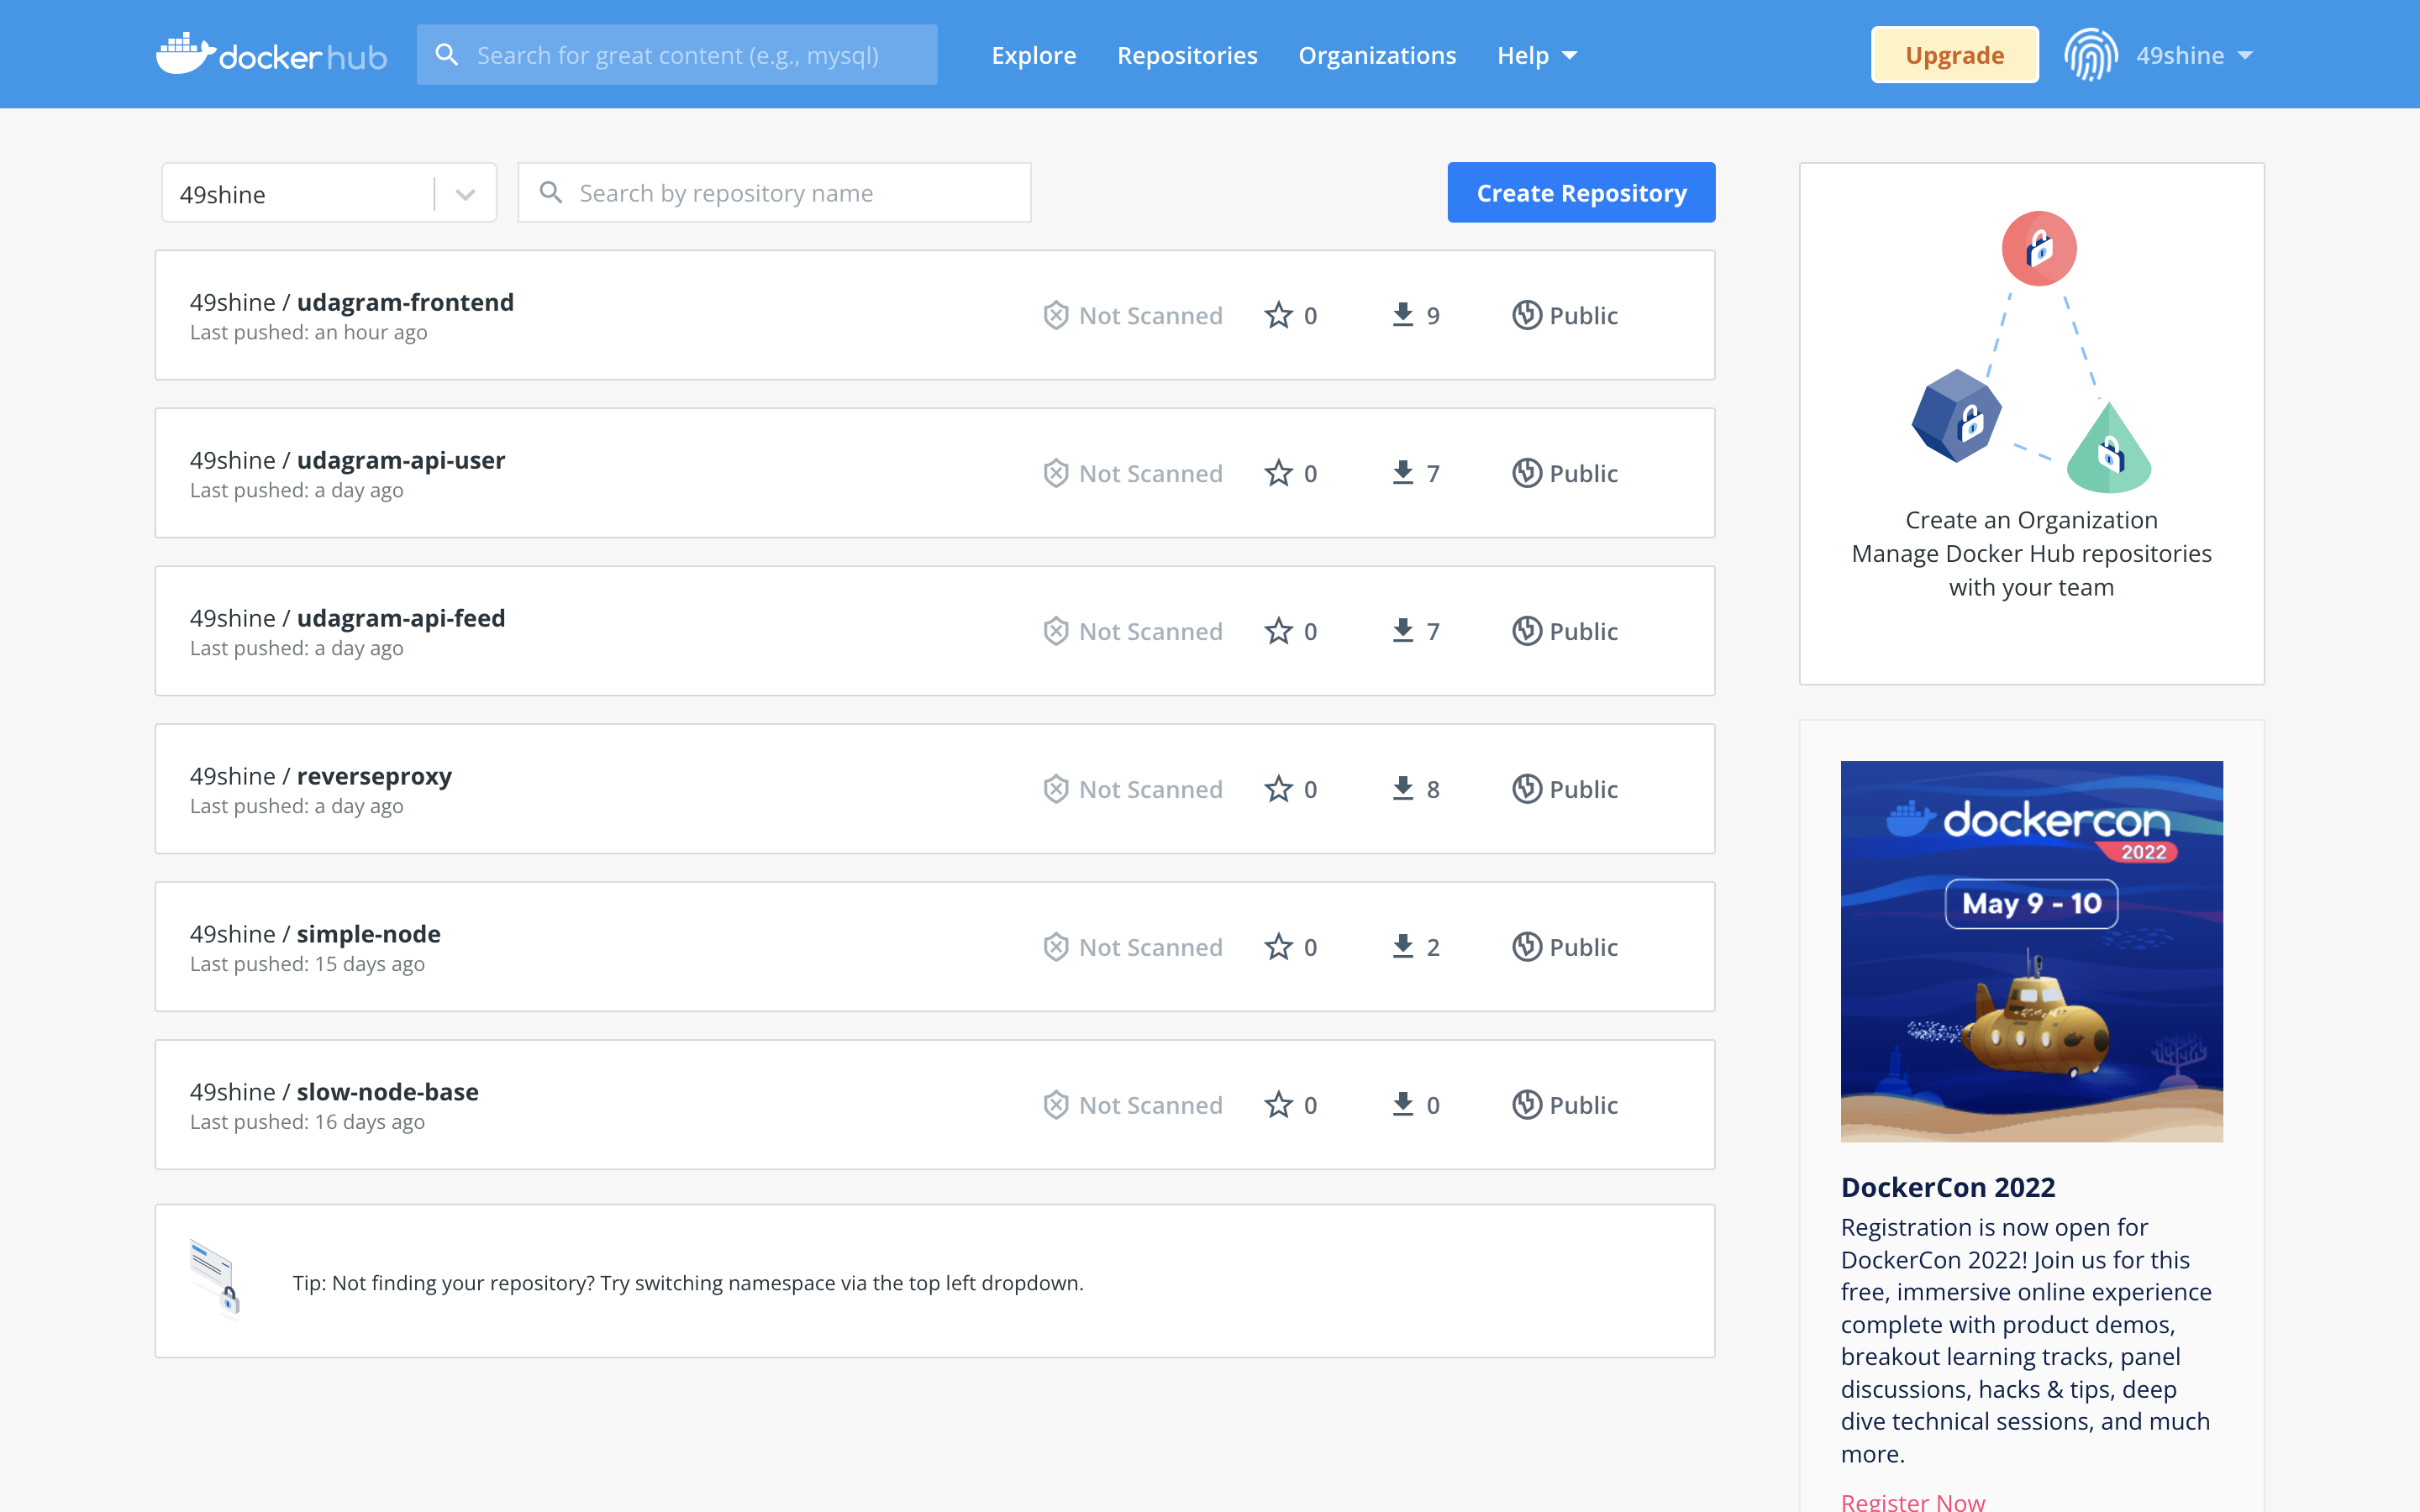 docker hub
Search for great content (e.g., mysql)
Explore
Repositories
Organizations
Help
Upgrade
49shine
49shine
Search by repository name
Create Repository
49shine / udagram-frontend
Last pushed: an hour ago
Not Scanned
0
9
Public
49shine / udagram-api-user
Last pushed: a day ago
Not Scanned
0
7
Public
49shine / udagram-api-feed
Last pushed: a day ago
Not Scanned
0
7
Public
49shine / reverseproxy
Last pushed: a day ago
Not Scanned
0
8
Public
49shine / simple-node
Last pushed: 15 days ago
Not Scanned
0
2
Public
49shine / slow-node-base
Last pushed: 16 days ago
Not Scanned
0
0
Public
Tip: Not finding your repository? Try switching namespace via the top left dropdown.
Create an Organization
Manage Docker Hub repositories
with your team
dockercon
2022
May 9 - 10
DockerCon 2022
Registration is now open for
DockerCon 2022! Join us for this
free, immersive online experience
complete with product demos,
breakout learning tracks, panel
discussions, hacks & tips, deep
dive technical sessions, and much
more.
Register Now